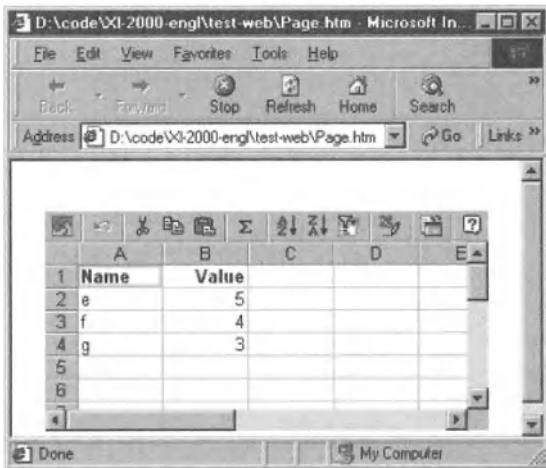 D:\code\XI-2000-engl\test-web\Page.htm - Microsoft In...
File Edit View Favorites Tools Help
Back Forward Stop Refresh Home Search »
Address D:\code\XI-2000-engl\test-web\Page.htm Go Links »
A B C D E
1 Name Value
2 e 5
3 f 4
4 g 3
5
6
Done My Computer